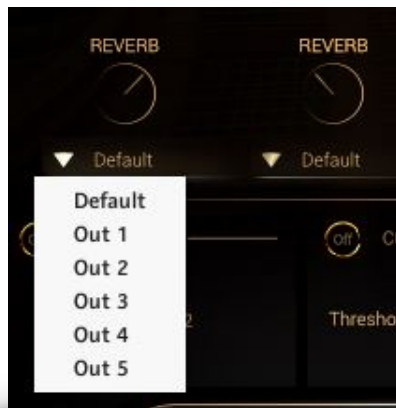 REVERB REVERB
Default Default
Default
Out 1
Out 2
Out 3
Out 4
Out 5
Off
Thresho